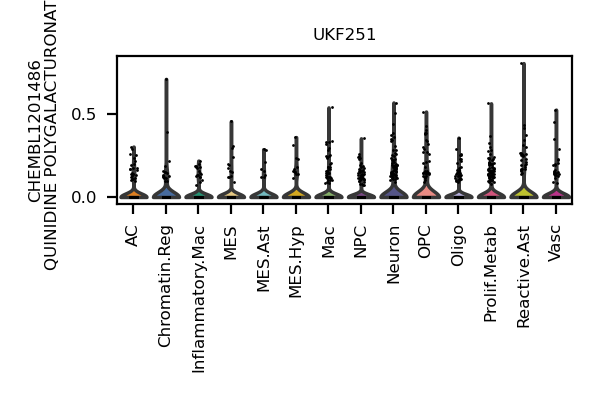 UKF251
CHEMBL1201486
QUINIDINE POLYGALACTURONAT
0.5
0.0
AC
Chromatin.Reg
Inflammatory.Mac
MES
MES.Ast
MES.Hyp
Mac
NPC
Neuron
OPC
Oligo
Prolif.Metab
Reactive.Ast
Vasc